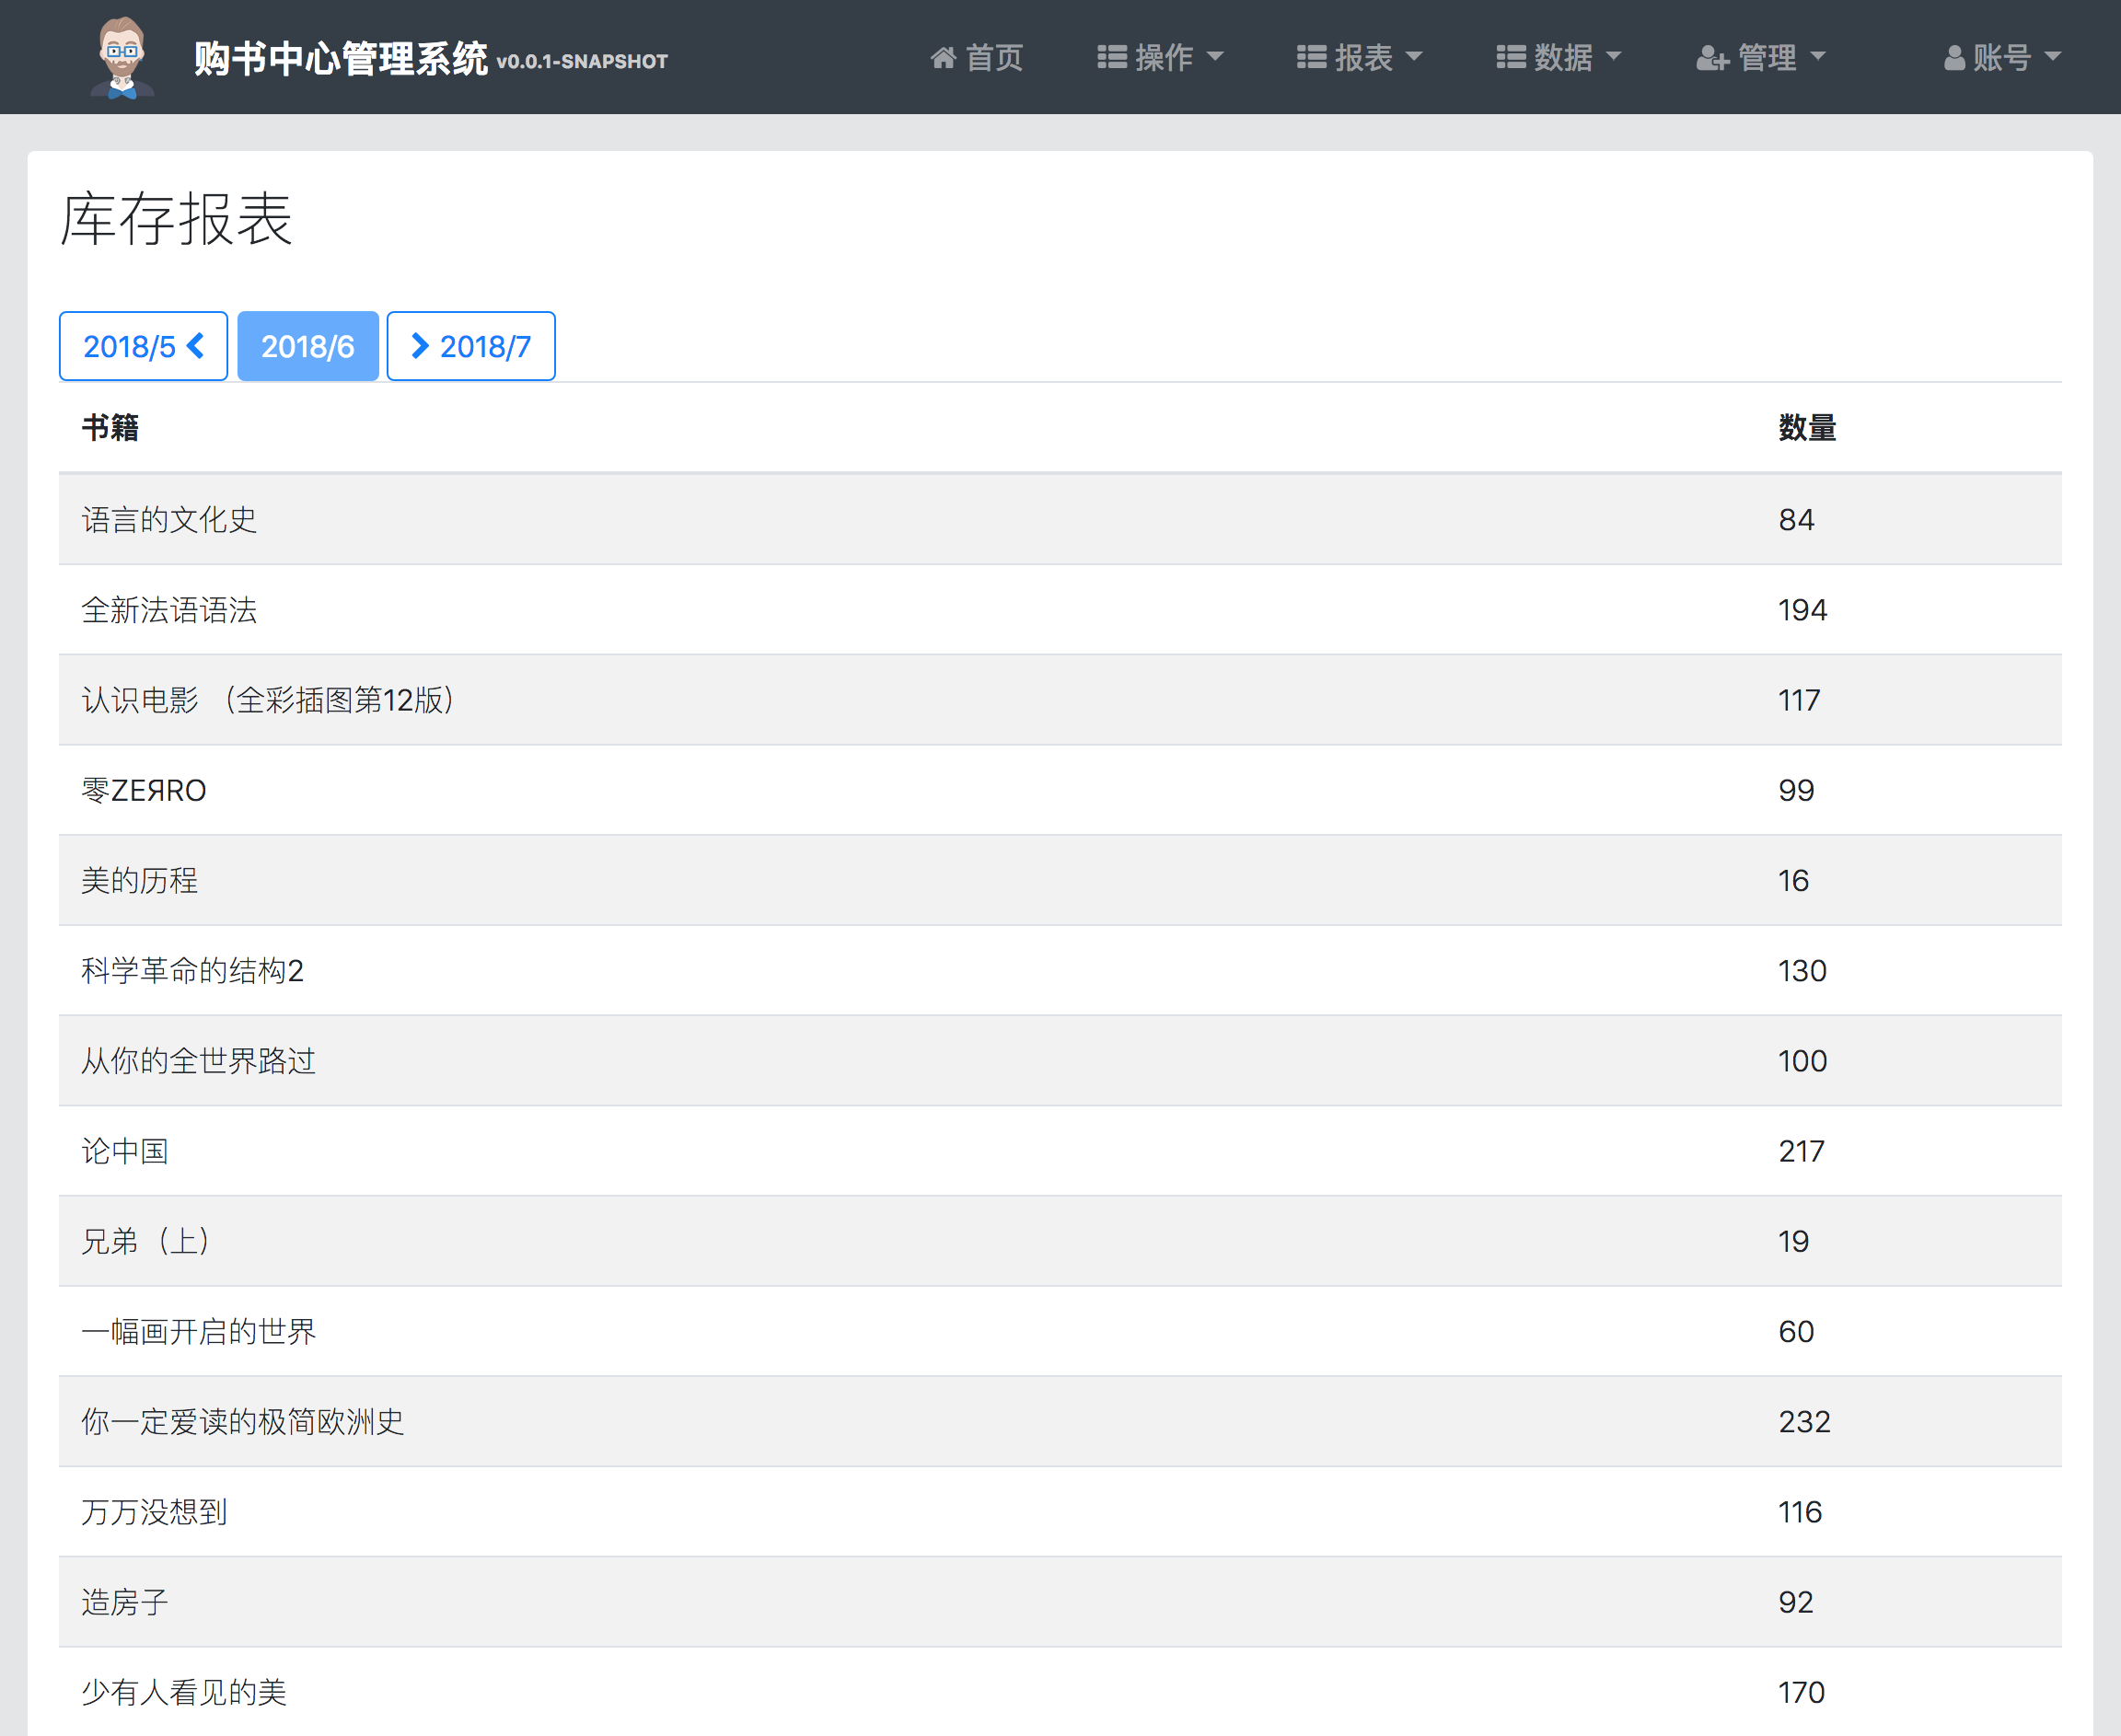 购书中心管理系统 v0.0.1-SNAPSHOT 首页 操作 报表 数据 管理 账号
库存报表
2018/5 2018/6 2018/7
书籍 数量
语言的文化史 84
全新法语语法 194
认识电影 （全彩插图第12版） 117
零ZEЯRO 99
美的历程 16
科学革命的结构2 130
从你的全世界路过 100
论中国 217
兄弟（上） 19
一幅画开启的世界 60
你一定爱读的极简欧洲史 232
万万没想到 116
造房子 92
少有人看见的美 170